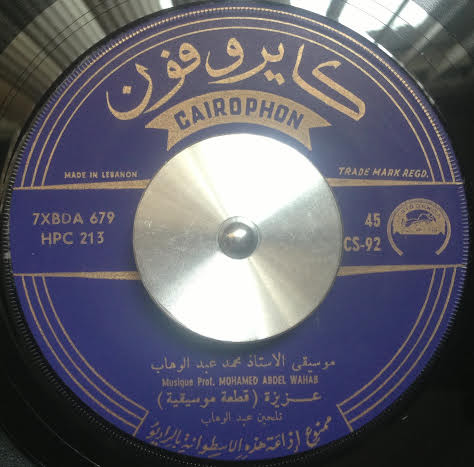 كايروفون
CAIROPHON
MADE IN LEBANON
TRADE MARK REGD.
7XBDA 679
HPC 213
45
CS-92
موسيقى الاستاذ محمد عبد الوهاب
Musique Prof. MOHAMED ABDEL WAHAB
عزيزة (قطعة موسيقية)
تلحين عبد الوهاب
ممنوع إذاعة هذه الاسطوانة بالراديو